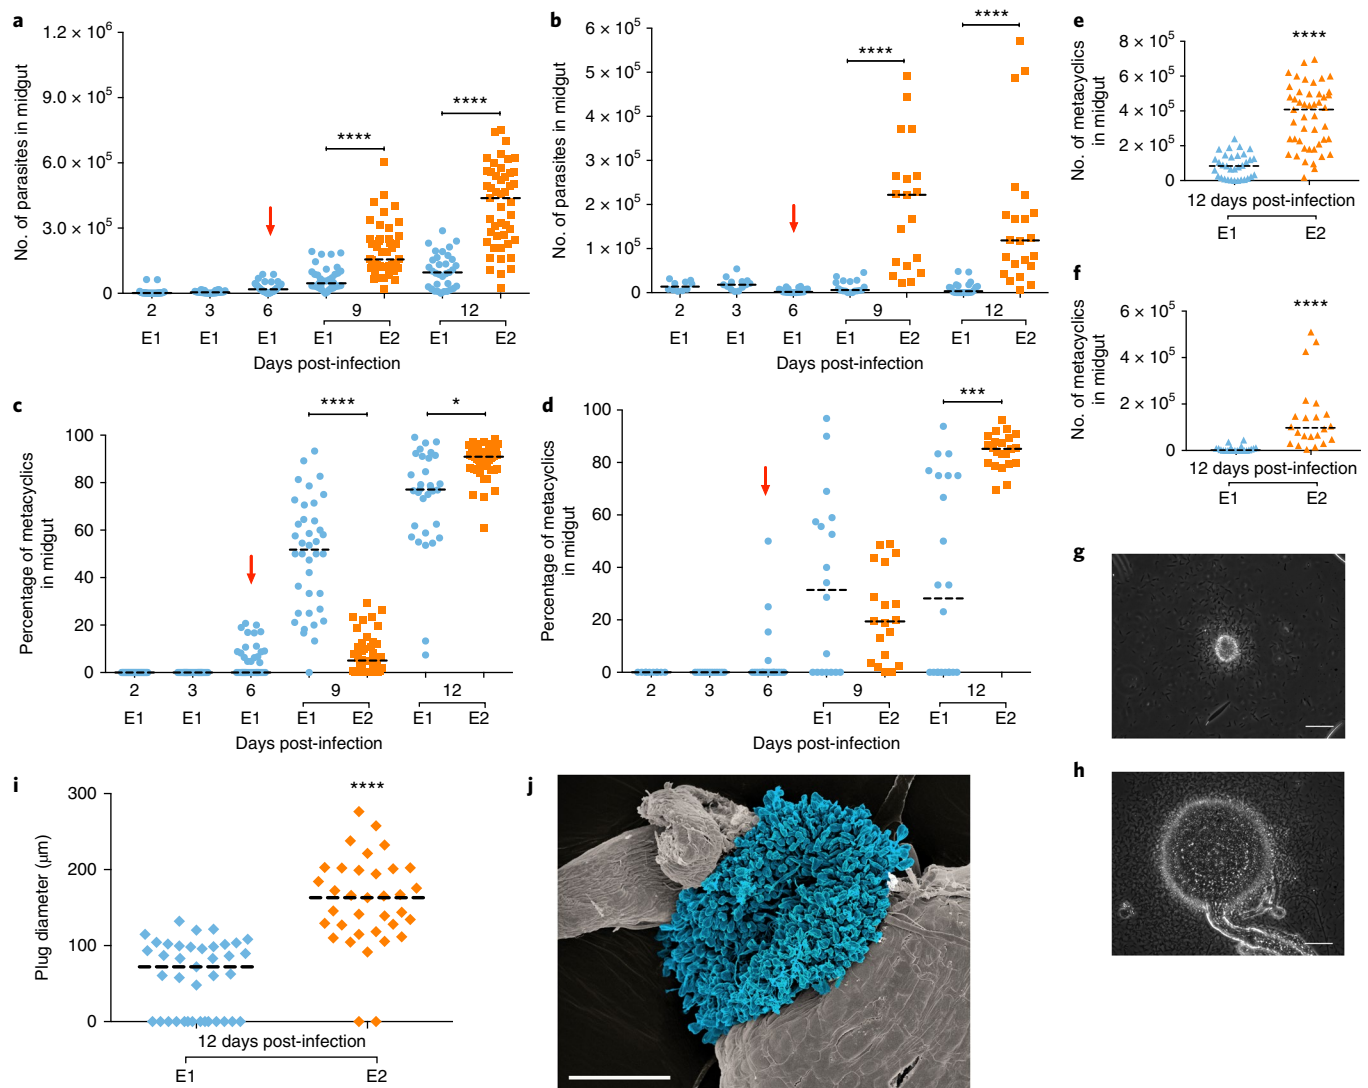 a
No. of parasites in midgut
1.2 × 10⁶
9.0 × 10⁵
6.0 × 10⁵
3.0 × 10⁵
0
****
****
2 3 6 9 12
E1 E1 E1 E1 E2 E1 E2
Days post-infection
b
No. of parasites in midgut
6 × 10⁵
5 × 10⁵
4 × 10⁵
3 × 10⁵
2 × 10⁵
1 × 10⁵
0
****
****
2 3 6 9 12
E1 E1 E1 E1 E2 E1 E2
Days post-infection
e
No. of metacyclics
in midgut
8 × 10⁵
6 × 10⁵
4 × 10⁵
2 × 10⁵
0
****
12 days post-infection
E1 E2
f
No. of metacyclics
in midgut
6 × 10⁵
4 × 10⁵
2 × 10⁵
0
****
12 days post-infection
E1 E2
c
Percentage of metacyclics
in midgut
100
80
60
40
20
0
****
*
2 3 6 9 12
E1 E1 E1 E1 E2 E1 E2
Days post-infection
d
Percentage of metacyclics
in midgut
100
80
60
40
20
0
***
2 3 6 9 12
E1 E1 E1 E1 E2 E1 E2
Days post-infection
g
h
i
Plug diameter (μm)
300
200
100
0
****
12 days post-infection
E1 E2
j